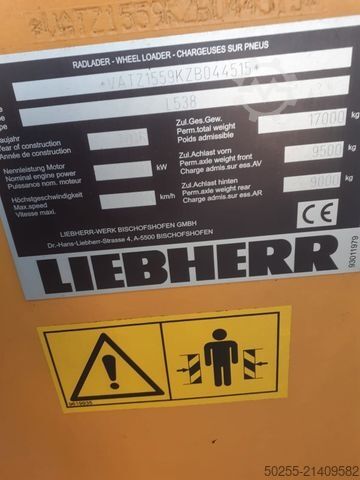 *VATZ1559KZB044515*
RADLADER - WHEEL LOADER - CHARGEUSES SUR PNEUS
*VATZ1559KZB044515*
L538
Baujahr
Year of construction
Année de construction
Zul.Ges.Gew.
Perm.total weight
Poids admissible
17000 kg
Nennleistung Motor
Nominal engine power
Puissance nom. moteur
kW
Zul.Achslast vorn
Perm.axle weight front
Charge admis.sur ess.AV
9500
Höchstgeschwindigkeit
Max.speed
Vitesse maxi.
km/h
Zul.Achslast hinten
Perm.axle weight rear
Charge admis.sur ess.AR
9000
LIEBHERR-WERK BISCHOFSHOFEN GMBH
Dr.-Hans-Liebherr-Strasse 4, A-5500 BISCHOFSHOFEN
CE
LIEBHERR
93011979
50255-21409582